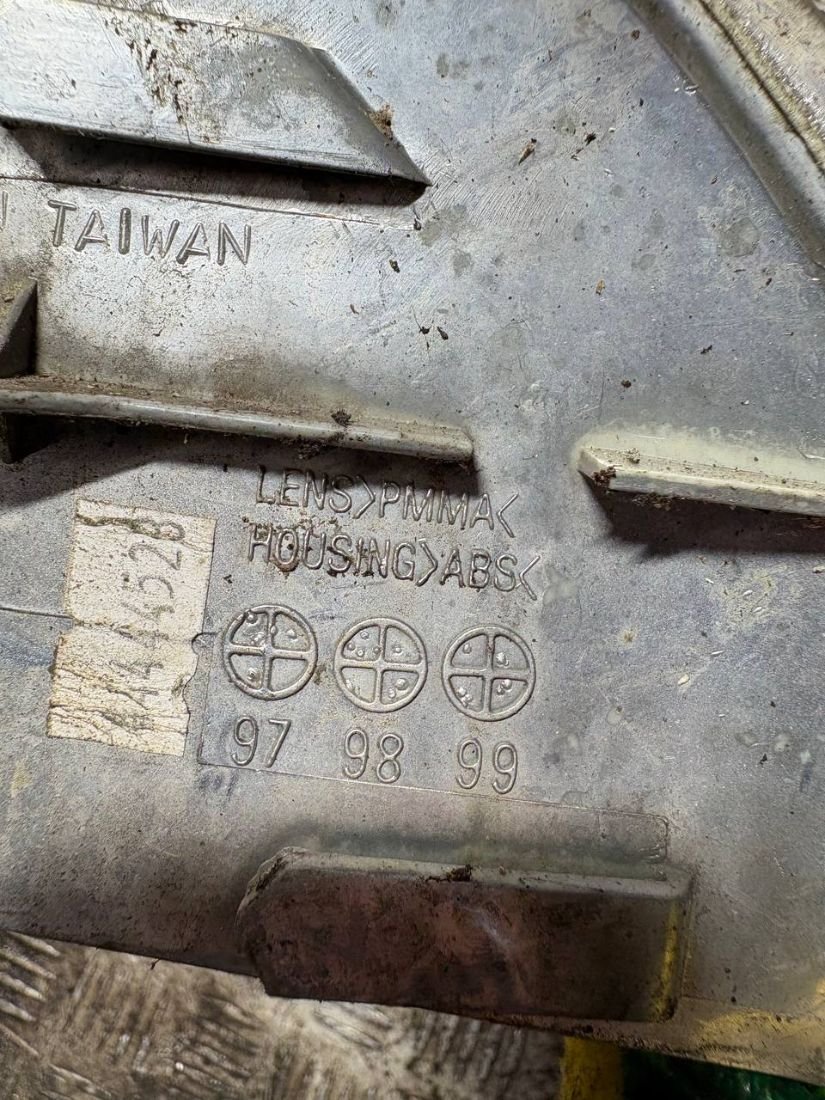 TAIWAN
LENS>PMMA<
HOUSING>ABS<
97 98 99